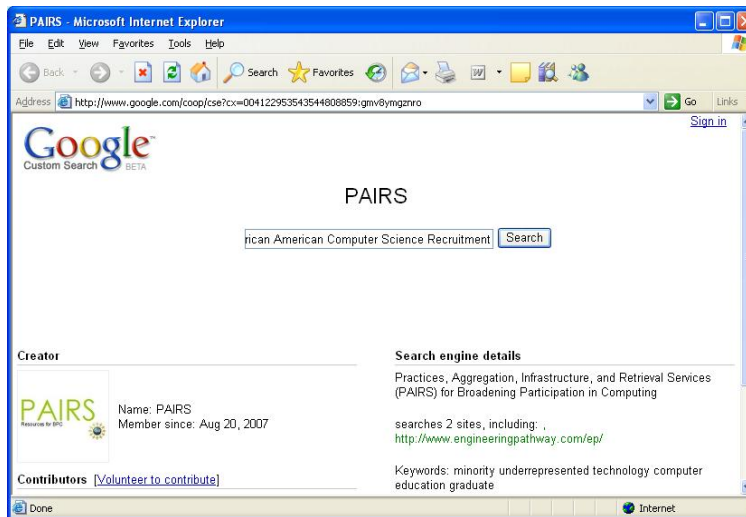 PAIRS - Microsoft Internet Explorer
File Edit View Favorites Tools Help
Back Search Favorites
Address http://www.google.com/coop/cse?cx=004122953543544808859:gmv8ymgznro Go Links
Sign in
Google™
Custom Search BETA
PAIRS
rican American Computer Science Recruitment Search
Creator
PAIRS
Resources for BPC
Name: PAIRS
Member since: Aug 20, 2007
Contributors [Volunteer to contribute]
Search engine details
Practices, Aggregation, Infrastructure, and Retrieval Services
(PAIRS) for Broadening Participation in Computing
searches 2 sites, including: ,
http://www.engineeringpathway.com/ep/
Keywords: minority underrepresented technology computer
education graduate
Done Internet